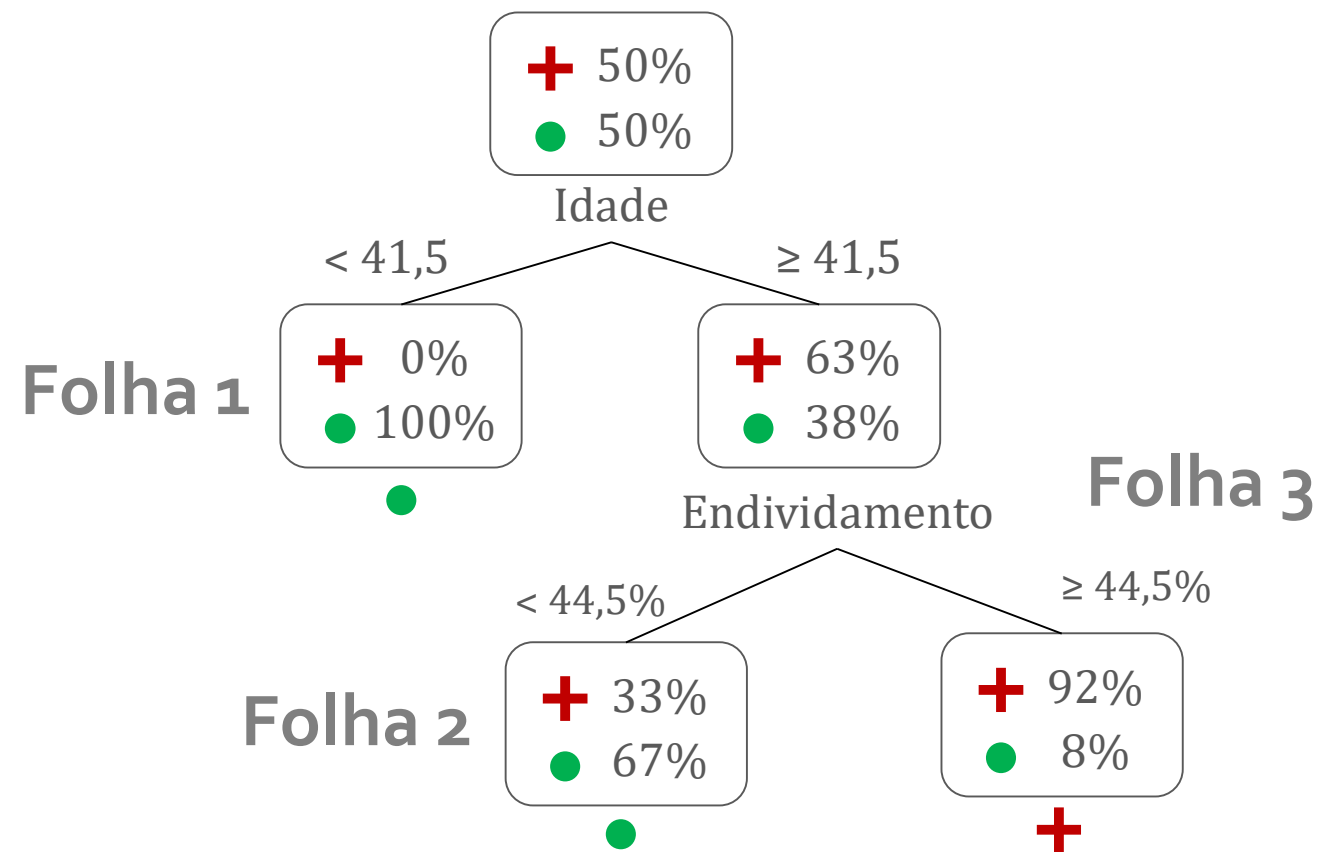 50%
50%
Idade
< 41,5
≥ 41,5
Folha 1
0%
100%
63%
38%
Folha 3
Endividamento
< 44,5%
≥ 44,5%
Folha 2
33%
67%
92%
8%